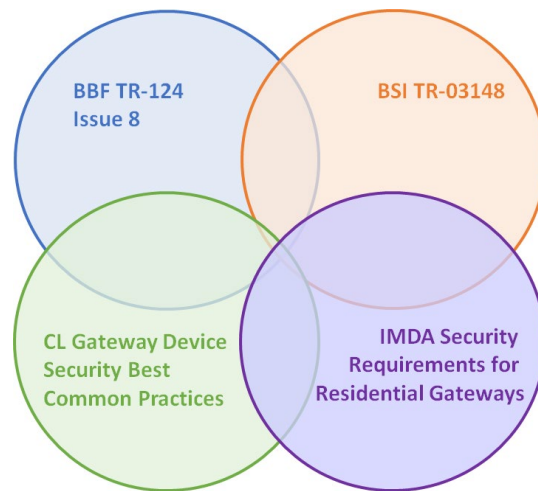 BBF TR-124
Issue 8
BSI TR-03148
CL Gateway Device
Security Best
Common Practices
IMDA Security
Requirements for
Residential Gateways